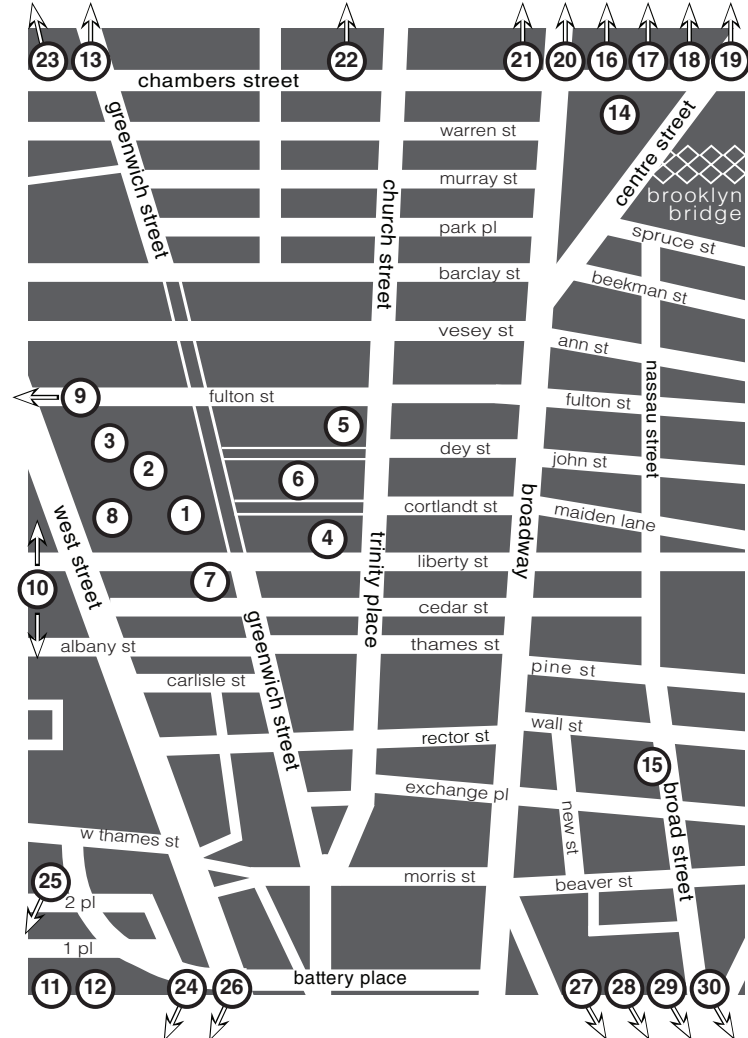 23 13 22 21 20 16 17 18 19
chambers street
14
greenwich street
warren st
centre street
murray st
church street
brooklyn
bridge
park pl
spruce st
barclay st
beekman st
vesey st
ann st
nassau street
9
fulton st
fulton st
5
3
dey st
john st
2
6
broadway
cortlandt st
maiden lane
8
1
4
west street
trinity place
liberty st
7
10
cedar st
greenwich street
albany st
thames st
pine st
carlisle st
wall st
rector st
15
exchange pl
broad street
new st
w thames st
morris st
beaver st
25
2 pl
1 pl
battery place
11 12 24 26 27 28 29 30